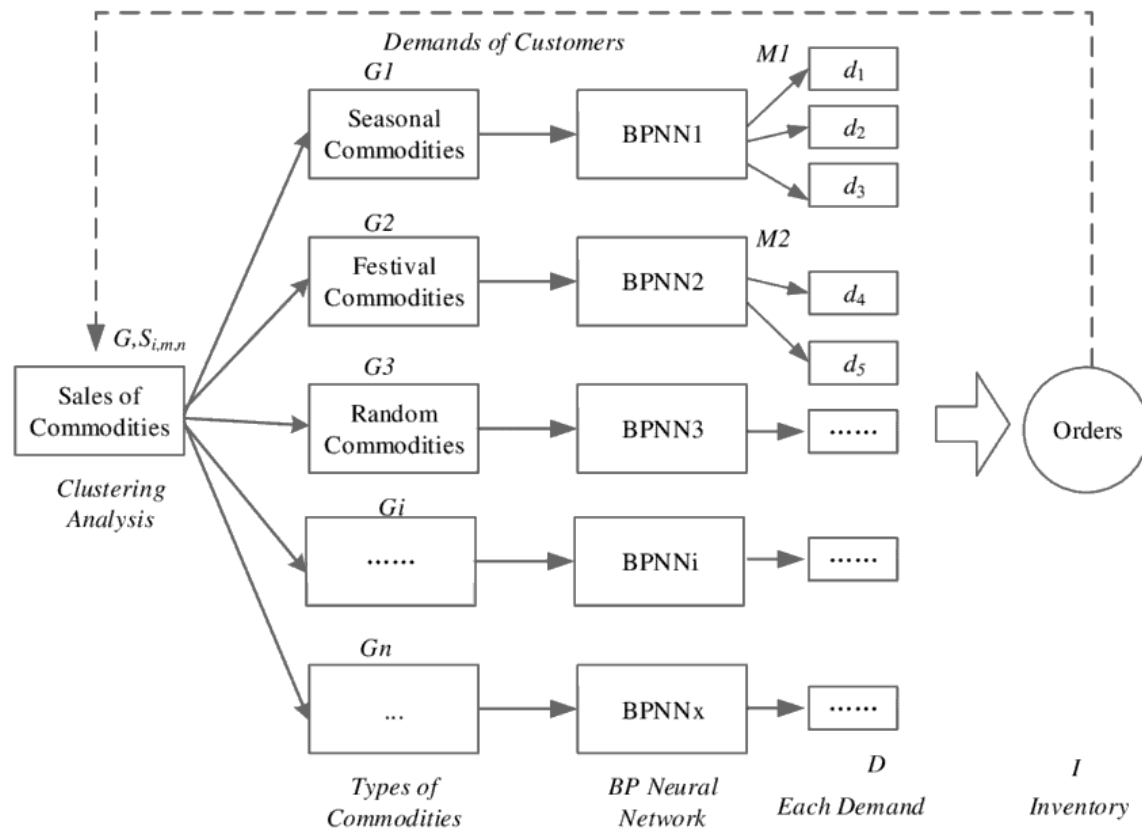 Demands of Customers
G1
Seasonal
Commodities
BPNN1
M1
d1
d2
d3
G2
Festival
Commodities
BPNN2
M2
d4
d5
G,Si,m,n
Sales of
Commodities
Clustering
Analysis
G3
Random
Commodities
BPNN3
......
Orders
Gi
......
BPNNi
......
Gn
...
BPNNx
......
Types of
Commodities
BP Neural
Network
D
Each Demand
I
Inventory